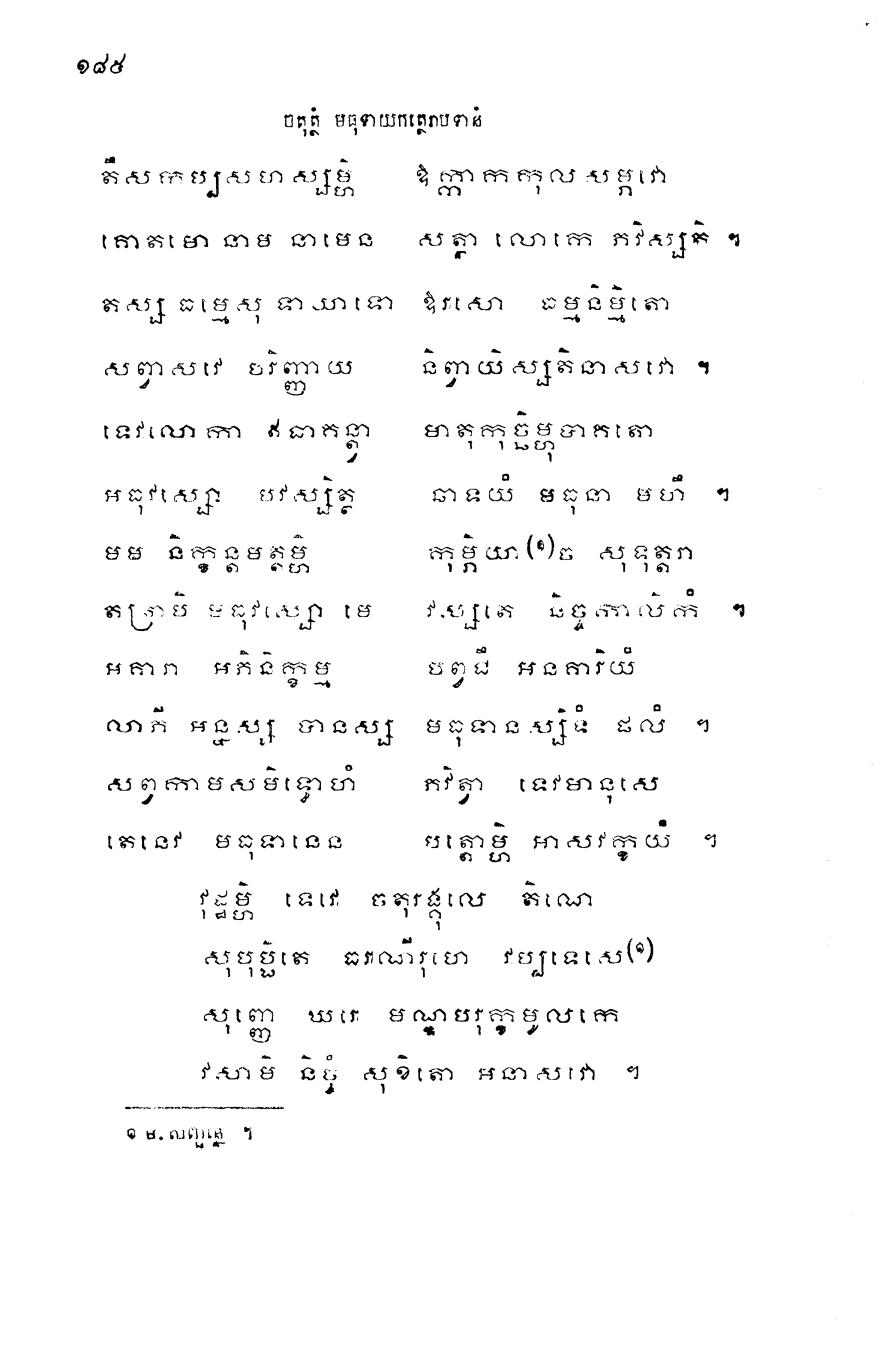 ១៨៥
ចតុត្ថំ មធុទាយកត្ថេរាបទានំ
តឹសកប្បសហស្សម្ហិ ឱក្កាកកុលសម្ភវោ
គោតមោ នាម នាមេន សត្ថា លោកេ ភវិស្សតិ ៗ
តស្ស ធម្មេសុ ទាយាទោ ឱរសោ ធម្មនិម្មិតោ
សព្វាសវេ បរិញ្ញាយ និព្វាយិស្សតិនាសវោ ៗ
ទេវលោកា ឥធាគន្ត្វា មាតុកុច្ឆិម្ហុបាគតោ
មធុវស្សោ បវស្សិត្ថ ឆាទយំ មធុនា មហឹ ៗ
មម និក្ខន្តមត្តម្ហិ កុម្ភិយា(១)ច សុទុត្តរា
តត្រាបិ មធុវស្សោ មេ វស្សតេ និច្ចកាលិកំ ៗ
អគារា អភិនិក្ខម្ម បព្វជឹ អនគារិយំ
លាភី អន្នស្ស បានស្ស មធុទានស្សិទំ ផលំ ៗ
សព្វកាមសមិទ្ធោហំ ភវិត្វា ទេវមានុសេ
តេនេវ មធុទានេន បត្តោម្ហិ អាសវក្ខយំ ៗ
វុដ្ឋម្ហិ ទេវេ ចតុរង្គុលេ តិណេ
សុបុប្ផិតេ ធរណីរុហេ វប្បទេសេ(១)
សុញ្ញេ ឃរេ មណ្ឌបរុក្ខមូលកេ
វសាមិ និច្ចំ សុខិតោ អនាសវោ ៗ
១ ម.